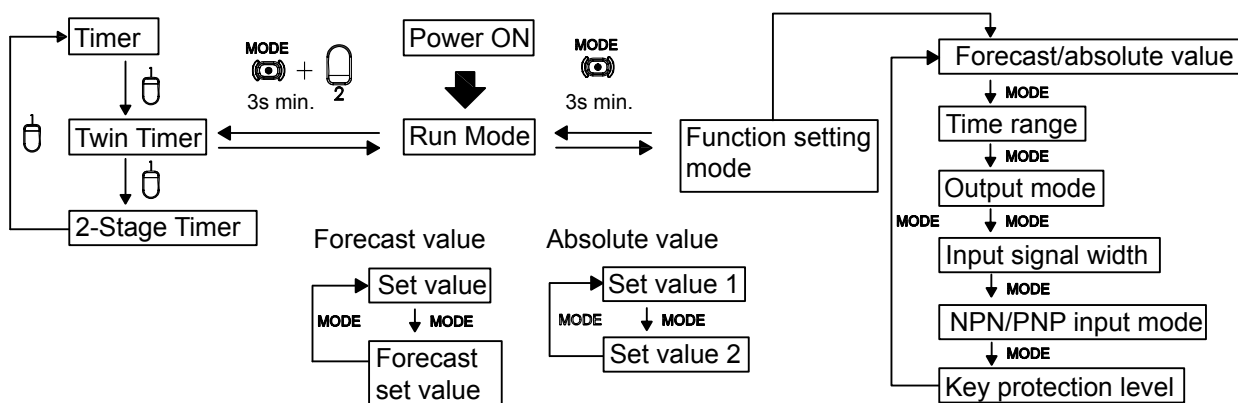 Timer
1
Twin Timer
1
1
2-Stage Timer
MODE
+
2
3s min.
Power ON
Run Mode
MODE
3s min.
Function setting
mode
Forecast value
Set value
MODE
MODE
Forecast
set value
Absolute value
Set value 1
MODE
MODE
Set value 2
Forecast/absolute value
MODE
Time range
MODE
Output mode
MODE
MODE
Input signal width
MODE
NPN/PNP input mode
MODE
Key protection level